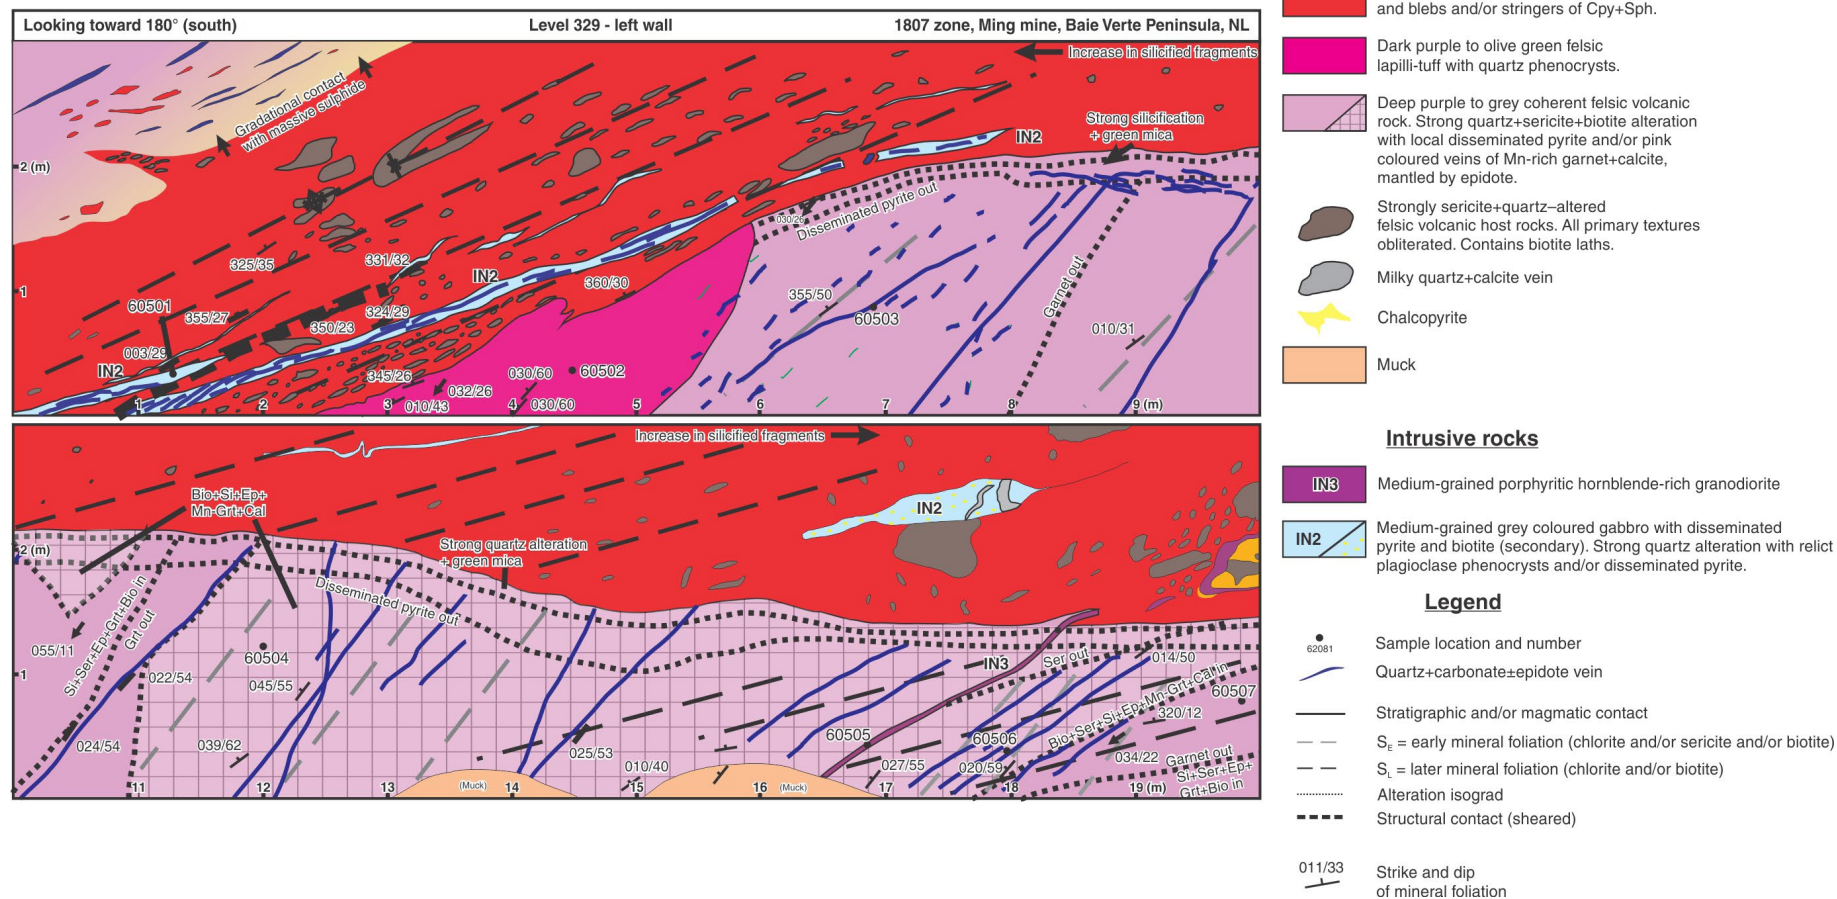 Looking toward 180° (south)
Level 329 - left wall
1807 zone, Ming mine, Baie Verte Peninsula, NL
Increase in silicified fragments
Gradational contact
with massive sulphide
Strong silicification
+ green mica
IN2
2 (m)
Disseminated pyrite out
030/26
325/35
331/32
IN2
360/30
1
60501
355/27
324/29
350/23
355/50
60503
Garnet out
010/31
003/29
IN2
345/26
032/26
030/60
60502
010/43
030/60
1
2
3
4
5
6
7
8
9 (m)
Increase in silicified fragments
Bio+Si+Ep+
Mn-Grt+Cal
IN2
Strong quartz alteration
+ green mica
2 (m)
Disseminated pyrite out
Si+Ser+Ep+Grt+Bio in
Grt out
055/11
60504
022/54
045/55
1
IN3
Ser out
014/50
60507
Bio+Ser+Si+Ep+Mn-Grt+Cal in
320/12
024/54
039/62
025/53
010/40
60505
60506
027/55
020/59
034/22
Garnet out
Si+Ser+Ep+
Grt+Bio in
11
12
13
(Muck)
14
15
16
(Muck)
17
18
19 (m)
and blebs and/or stringers of Cpy+Sph.
Dark purple to olive green felsic
lapilli-tuff with quartz phenocrysts.
Deep purple to grey coherent felsic volcanic
rock. Strong quartz+sericite+biotite alteration
with local disseminated pyrite and/or pink
coloured veins of Mn-rich garnet+calcite,
mantled by epidote.
Strongly sericite+quartz–altered
felsic volcanic host rocks. All primary textures
obliterated. Contains biotite laths.
Milky quartz+calcite vein
Chalcopyrite
Muck
Intrusive rocks
IN3
Medium-grained porphyritic hornblende-rich granodiorite
IN2
Medium-grained grey coloured gabbro with disseminated
pyrite and biotite (secondary). Strong quartz alteration with relict
plagioclase phenocrysts and/or disseminated pyrite.
Legend
62081
Sample location and number
Quartz+carbonate±epidote vein
Stratigraphic and/or magmatic contact
SE = early mineral foliation (chlorite and/or sericite and/or biotite)
SL = later mineral foliation (chlorite and/or biotite)
Alteration isograd
Structural contact (sheared)
011/33
Strike and dip
of mineral foliation